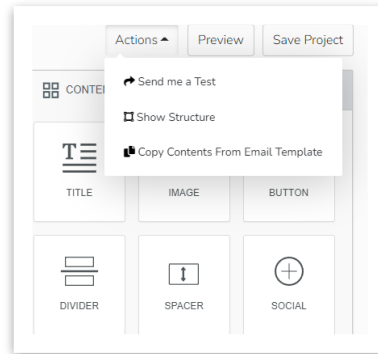 Actions Preview Save Project
CONTE
Send me a Test
Show Structure
Copy Contents From Email Template
TITLE IMAGE BUTTON
DIVIDER SPACER SOCIAL